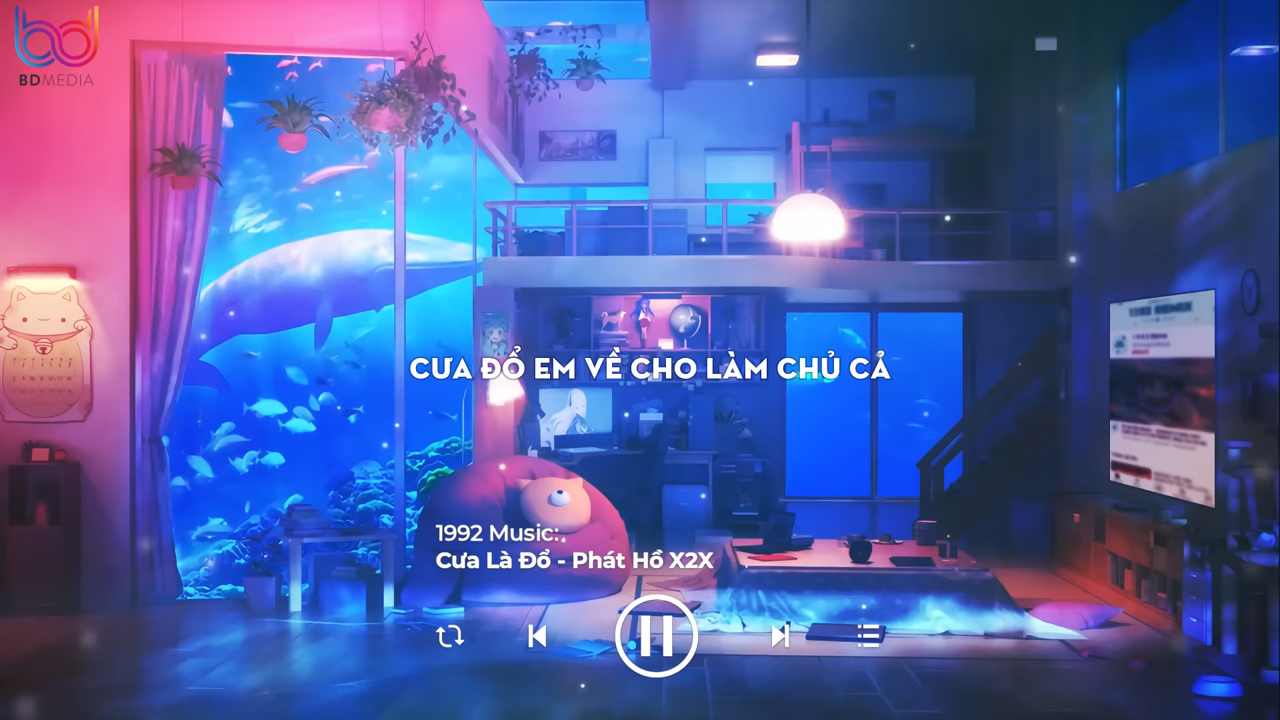 BDMEDIA
CƯA ĐỔ EM VỀ CHO LÀM CHỦ CẢ
1992 Music:
Cưa Là Đổ - Phát Hồ X2X